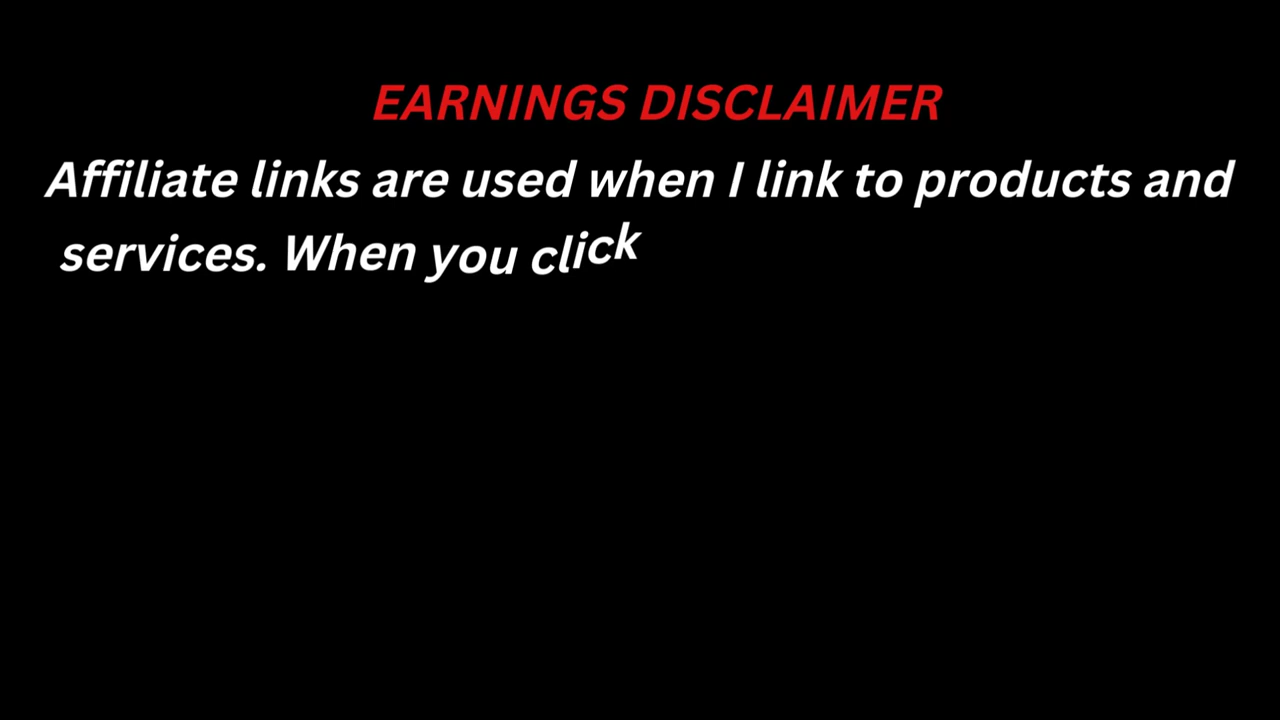 EARNINGS DISCLAIMER
Affiliate links are used when I link to products and
services. When you click